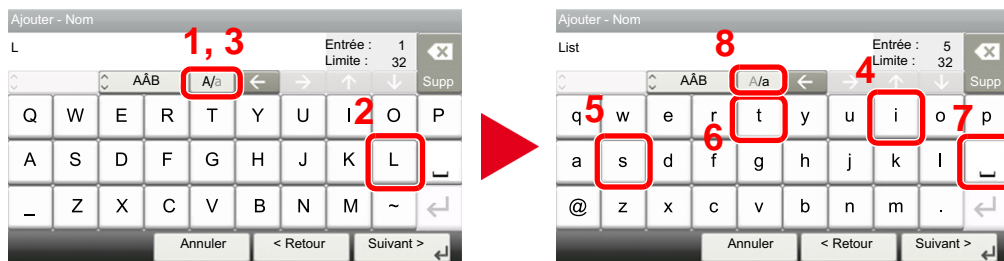 Ajouter - Nom
L
Entrée : 1
Limite : 32
1, 3
AÂB A/a Supp
Q W E R T Y U I O P
2
A S D F G H J K L
_ Z X C V B N M ~
Annuler < Retour Suivant >
Ajouter - Nom
List
Entrée : 5
Limite : 32
8
4
AÂB A/a Supp
5
q w e r t y u i o p
6
7
a s d f g h j k l
@ z x c v b n m .
Annuler < Retour Suivant >